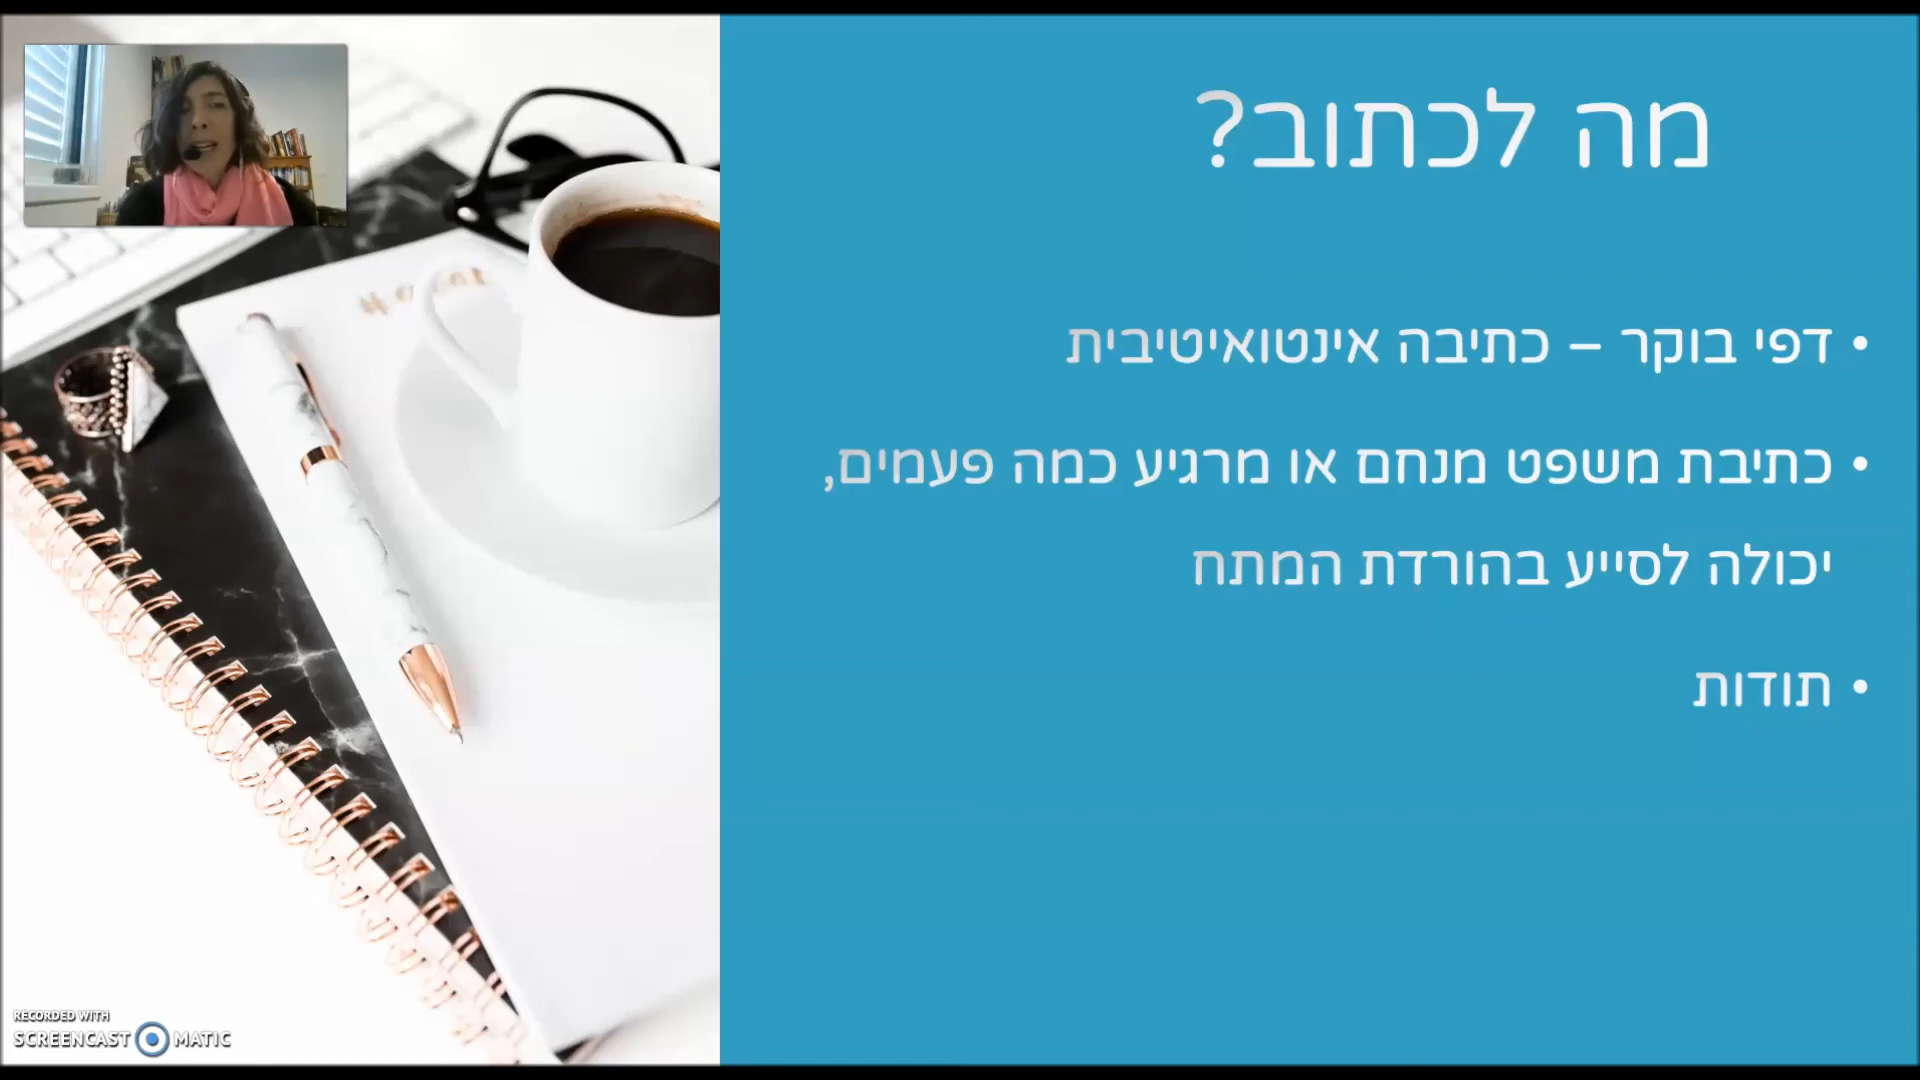 מה לכתוב?
• דפי בוקר – כתיבה אינטואיטיבית
• כתיבת משפט מנחם או מרגיע כמה פעמים,
יכולה לסייע בהורדת המתח
• תודות
RECORDED WITH
SCREENCAST MATIC